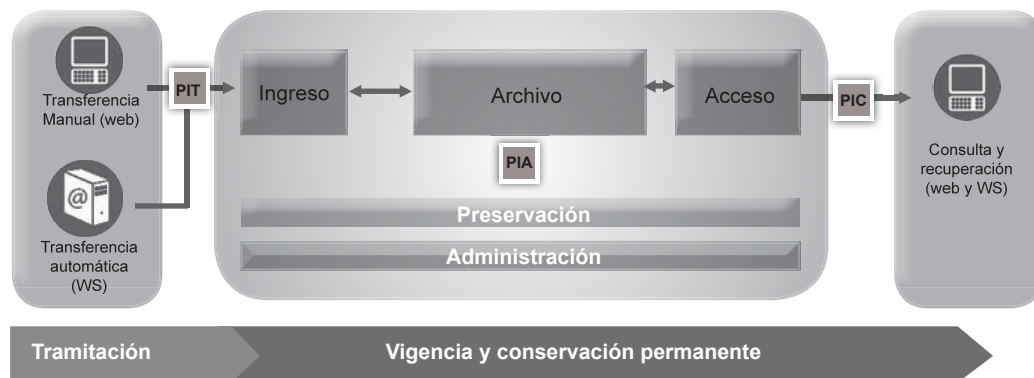 Transferencia
Manual (web)
@
Transferencia
automática
(WS)
PIT
Ingreso
Archivo
Acceso
PIA
Preservación
Administración
PIC
Consulta y
recuperación
(web y WS)
Tramitación
Vigencia y conservación permanente